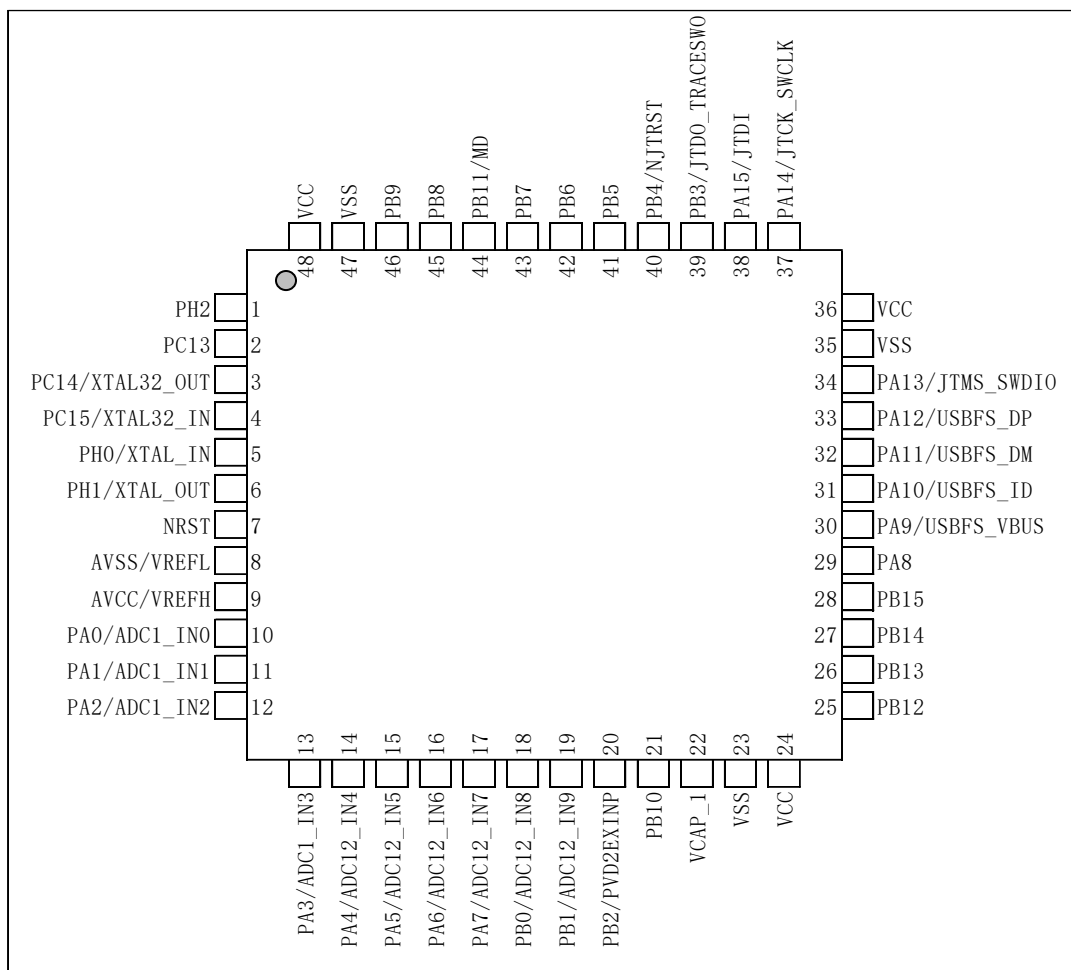 VCC
VSS
PB9
PB8
PB11/MD
PB7
PB6
PB5
PB4/NJTRST
PB3/JTDO_TRACESWO
PA15/JTDI
PA14/JTCK_SWCLK
48
47
46
45
44
43
42
41
40
39
38
37
PH2 1
PC13 2
PC14/XTAL32_OUT 3
PC15/XTAL32_IN 4
PH0/XTAL_IN 5
PH1/XTAL_OUT 6
NRST 7
AVSS/VREFL 8
AVCC/VREFH 9
PA0/ADC1_IN0 10
PA1/ADC1_IN1 11
PA2/ADC1_IN2 12
36 VCC
35 VSS
34 PA13/JTMS_SWDIO
33 PA12/USBFS_DP
32 PA11/USBFS_DM
31 PA10/USBFS_ID
30 PA9/USBFS_VBUS
29 PA8
28 PB15
27 PB14
26 PB13
25 PB12
13
14
15
16
17
18
19
20
21
22
23
24
PA3/ADC1_IN3
PA4/ADC12_IN4
PA5/ADC12_IN5
PA6/ADC12_IN6
PA7/ADC12_IN7
PB0/ADC12_IN8
PB1/ADC12_IN9
PB2/PVD2EXINP
PB10
VCAP_1
VSS
VCC